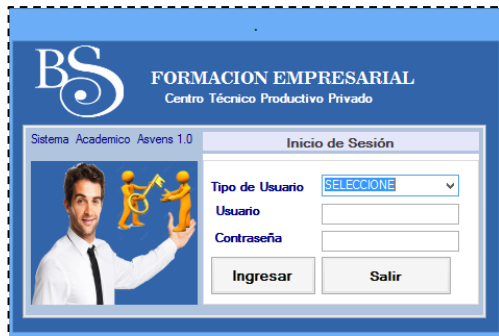 .
BS
FORMACION EMPRESARIAL
Centro Técnico Productivo Privado
Sistema Academico Asvens 1.0
Inicio de Sesión
Tipo de Usuario SELECCIONE
Usuario
Contraseña
Ingresar Salir